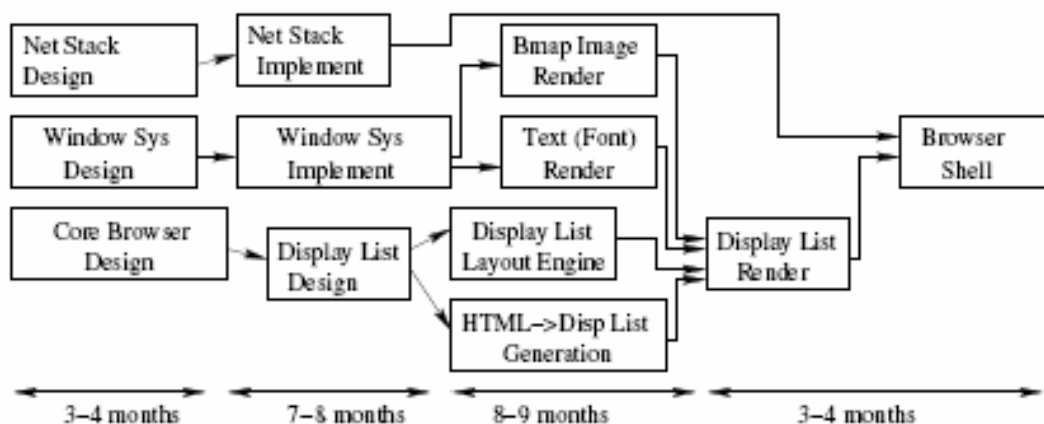 Net Stack
Design
Net Stack
Implement
Bmap Image
Render
Window Sys
Design
Window Sys
Implement
Text (Font)
Render
Browser
Shell
Core Browser
Design
Display List
Design
Display List
Layout Engine
Display List
Render
HTML->Disp List
Generation
3-4 months
7-8 months
8-9 months
3-4 months